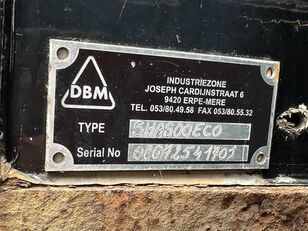 DBM
INDUSTRIEZONE
JOSEPH CARDIJNSTRAAT 6
9420 ERPE-MERE
TEL. 053/80.49.58 FAX 053/80.55.32
TYPE
Serial No